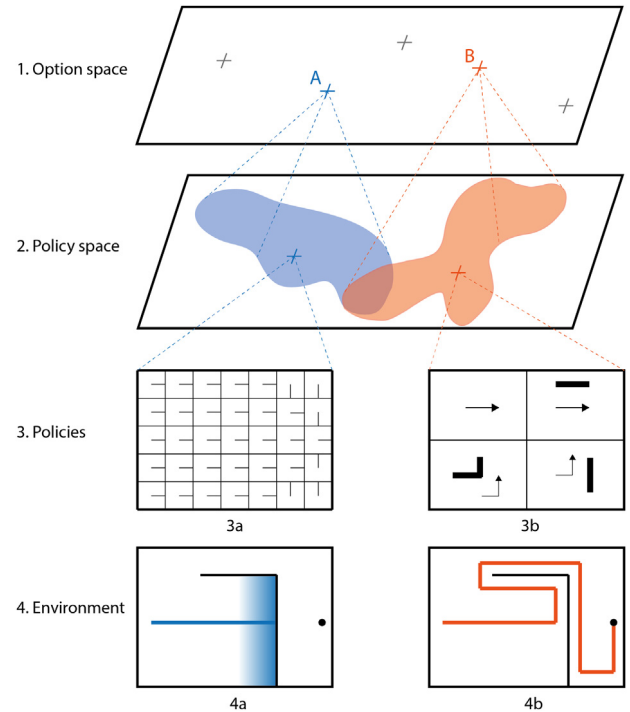 1. Option space
A
B
2. Policy space
3. Policies
3a
3b
4. Environment
4a
4b